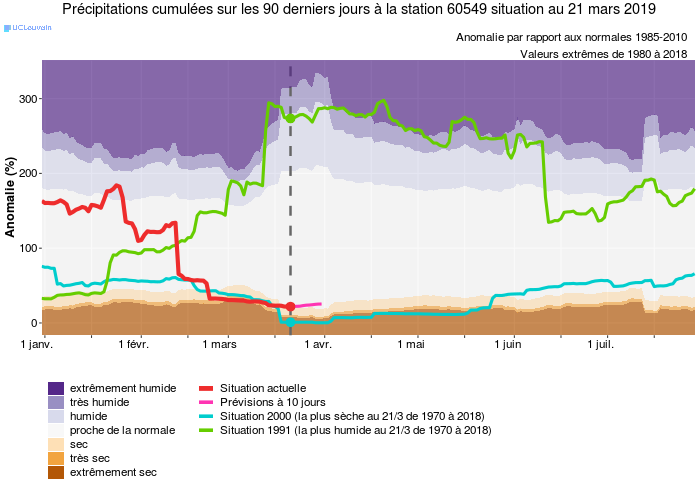 Précipitations cumulées sur les 90 derniers jours à la station 60549 situation au 21 mars 2019
UCLouvain
Anomalie par rapport aux normales 1985-2010
Valeurs extrêmes de 1980 à 2018
Anomalie (%)
300
200
100
0
1 janv. 1 févr. 1 mars 1 avr. 1 mai 1 juin 1 juil.
extrêmement humide
très humide
humide
proche de la normale
sec
très sec
extrêmement sec
Situation actuelle
Prévisions à 10 jours
Situation 2000 (la plus sèche au 21/3 de 1970 à 2018)
Situation 1991 (la plus humide au 21/3 de 1970 à 2018)